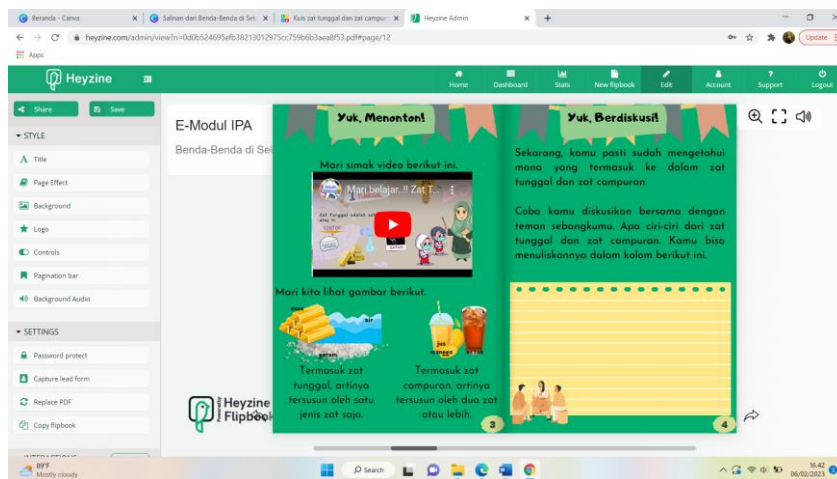 Beranda - Canva
Salinan dari Benda-Benda di Sek
Kuis zat tunggal dan zat campur
Heyzine Admin
heyzine.com/admin/view?n=0d0b524695efb38213012975cc759b6b3aea8f53.pdf#page/12
Update
Apps
Heyzine
Home
Dashboard
Stats
New flipbook
Edit
Account
Support
Logout
Share
Save
STYLE
Title
Page Effect
Background
Logo
Controls
Pagination bar
Background Audio
SETTINGS
Password protect
Capture lead form
Replace PDF
Copy flipbook
E-Modul IPA
Benda-Benda di Sek
Yuk, Menonton!
Mari simak video berikut ini.
Mari belajar..!! Zat T...
Zat Tunggal adalah
Mari kita lihat gambar berikut.
emas
air
garam
jus
mangga
es teh
Termasuk zat
tunggal, artinya
tersusun oleh satu
jenis zat saja.
Termasuk zat
campuran, artinya
tersusun oleh dua zat
atau lebih.
3
Yuk, Berdiskusi!
Sekarang, kamu pasti sudah mengetahui
mana yang termasuk ke dalam zat
tunggal dan zat campuran.
Coba kamu diskusikan bersama dengan
teman sebangkumu. Apa ciri-ciri dari zat
tunggal dan zat campuran. Kamu bisa
menuliskannya dalam kolom berikut ini.
4
Heyzine
Flipbook
89°F
Mostly cloudy
Search
16.42
06/02/2023